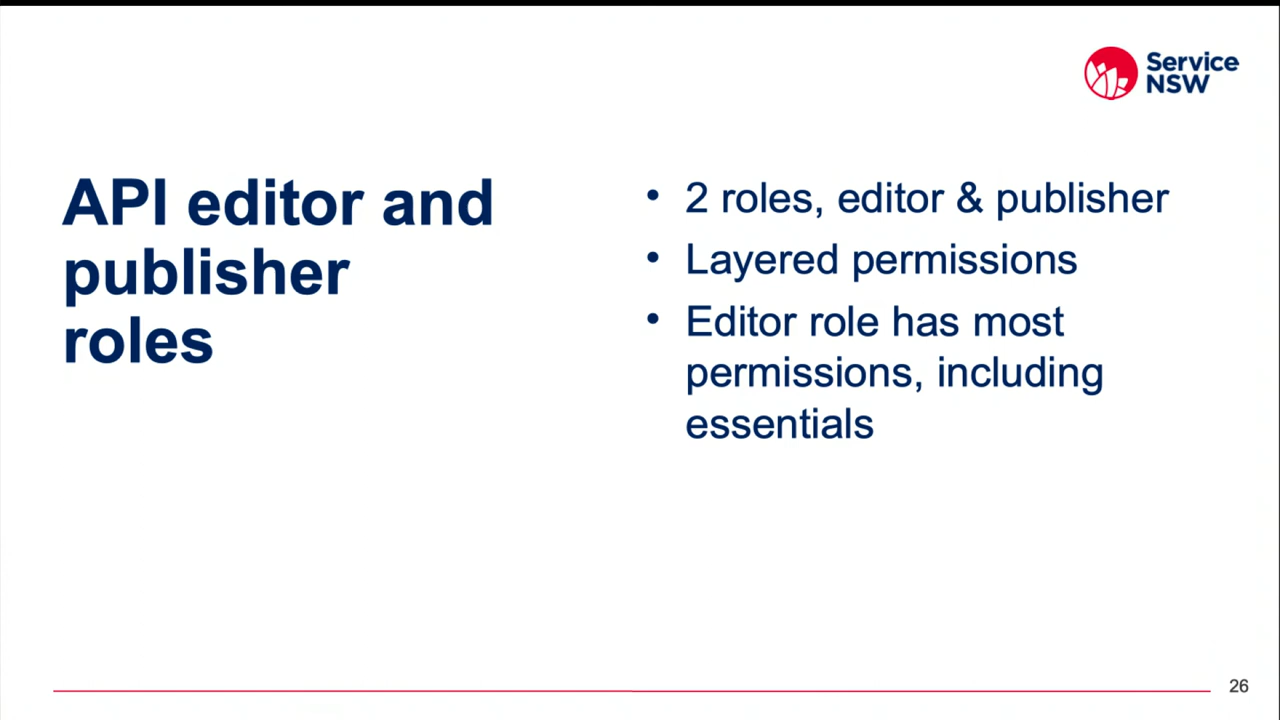 Service
NSW
API editor and
publisher
roles
• 2 roles, editor & publisher
• Layered permissions
• Editor role has most
permissions, including
essentials
26